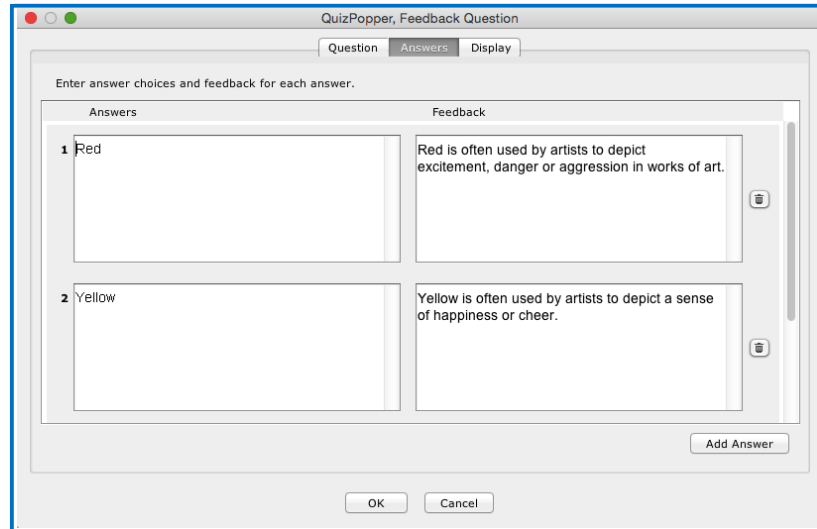 QuizPopper, Feedback Question
Question Answers Display
Enter answer choices and feedback for each answer.
Answers Feedback
1 Red
Red is often used by artists to depict
excitement, danger or aggression in works of art.
2 Yellow
Yellow is often used by artists to depict a sense
of happiness or cheer.
Add Answer
OK Cancel